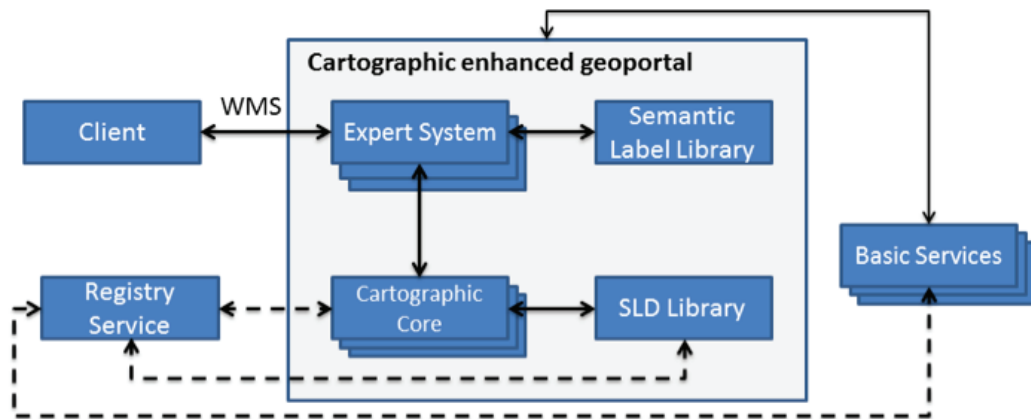 Cartographic enhanced geoportal
WMS
Client
Expert System
Semantic
Label Library
Basic Services
Registry
Service
Cartographic
Core
SLD Library